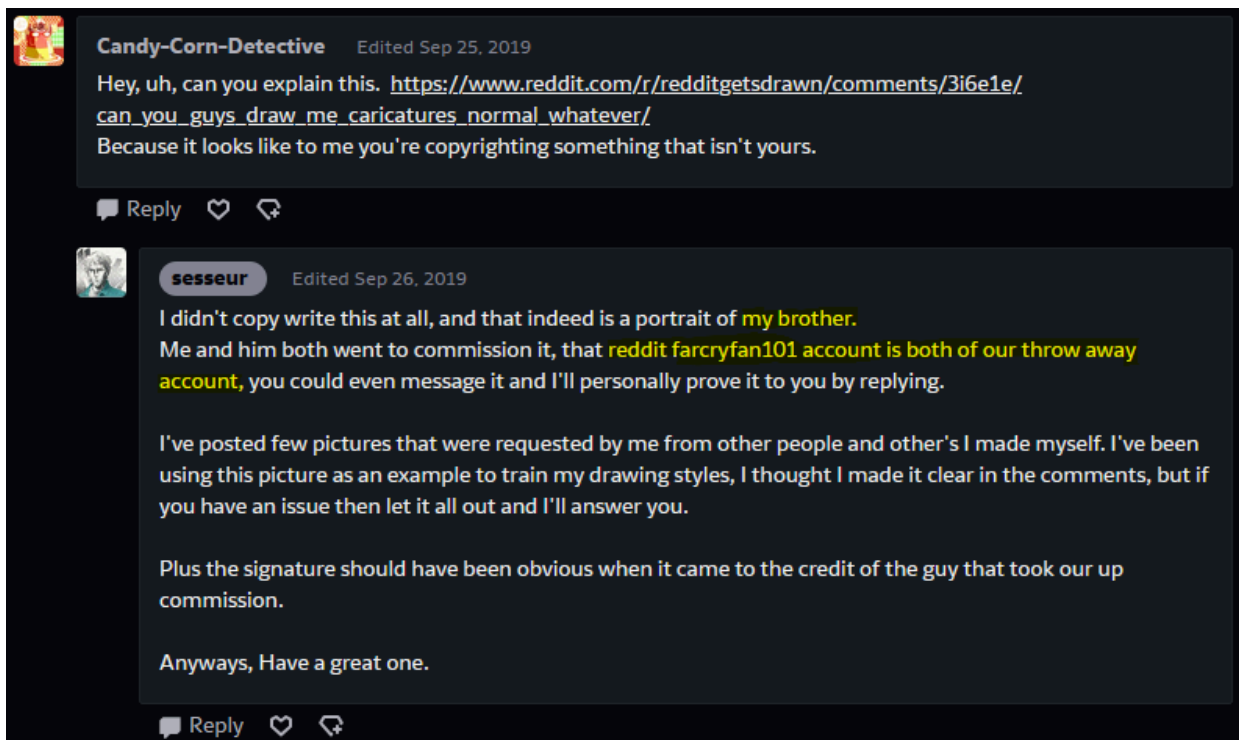 Candy-Corn-Detective Edited Sep 25, 2019
Hey, uh, can you explain this. https://www.reddit.com/r/redditgetsdrawn/comments/3i6e1e/
can_you_guys_draw_me_caricatures_normal_whatever/
Because it looks like to me you're copyrighting something that isn't yours.
Reply
sesseur Edited Sep 26, 2019
I didn't copy write this at all, and that indeed is a portrait of my brother.
Me and him both went to commission it, that reddit farcryfan101 account is both of our throw away
account, you could even message it and I'll personally prove it to you by replying.
I've posted few pictures that were requested by me from other people and other's I made myself. I've been
using this picture as an example to train my drawing styles, I thought I made it clear in the comments, but if
you have an issue then let it all out and I'll answer you.
Plus the signature should have been obvious when it came to the credit of the guy that took our up
commission.
Anyways, Have a great one.
Reply